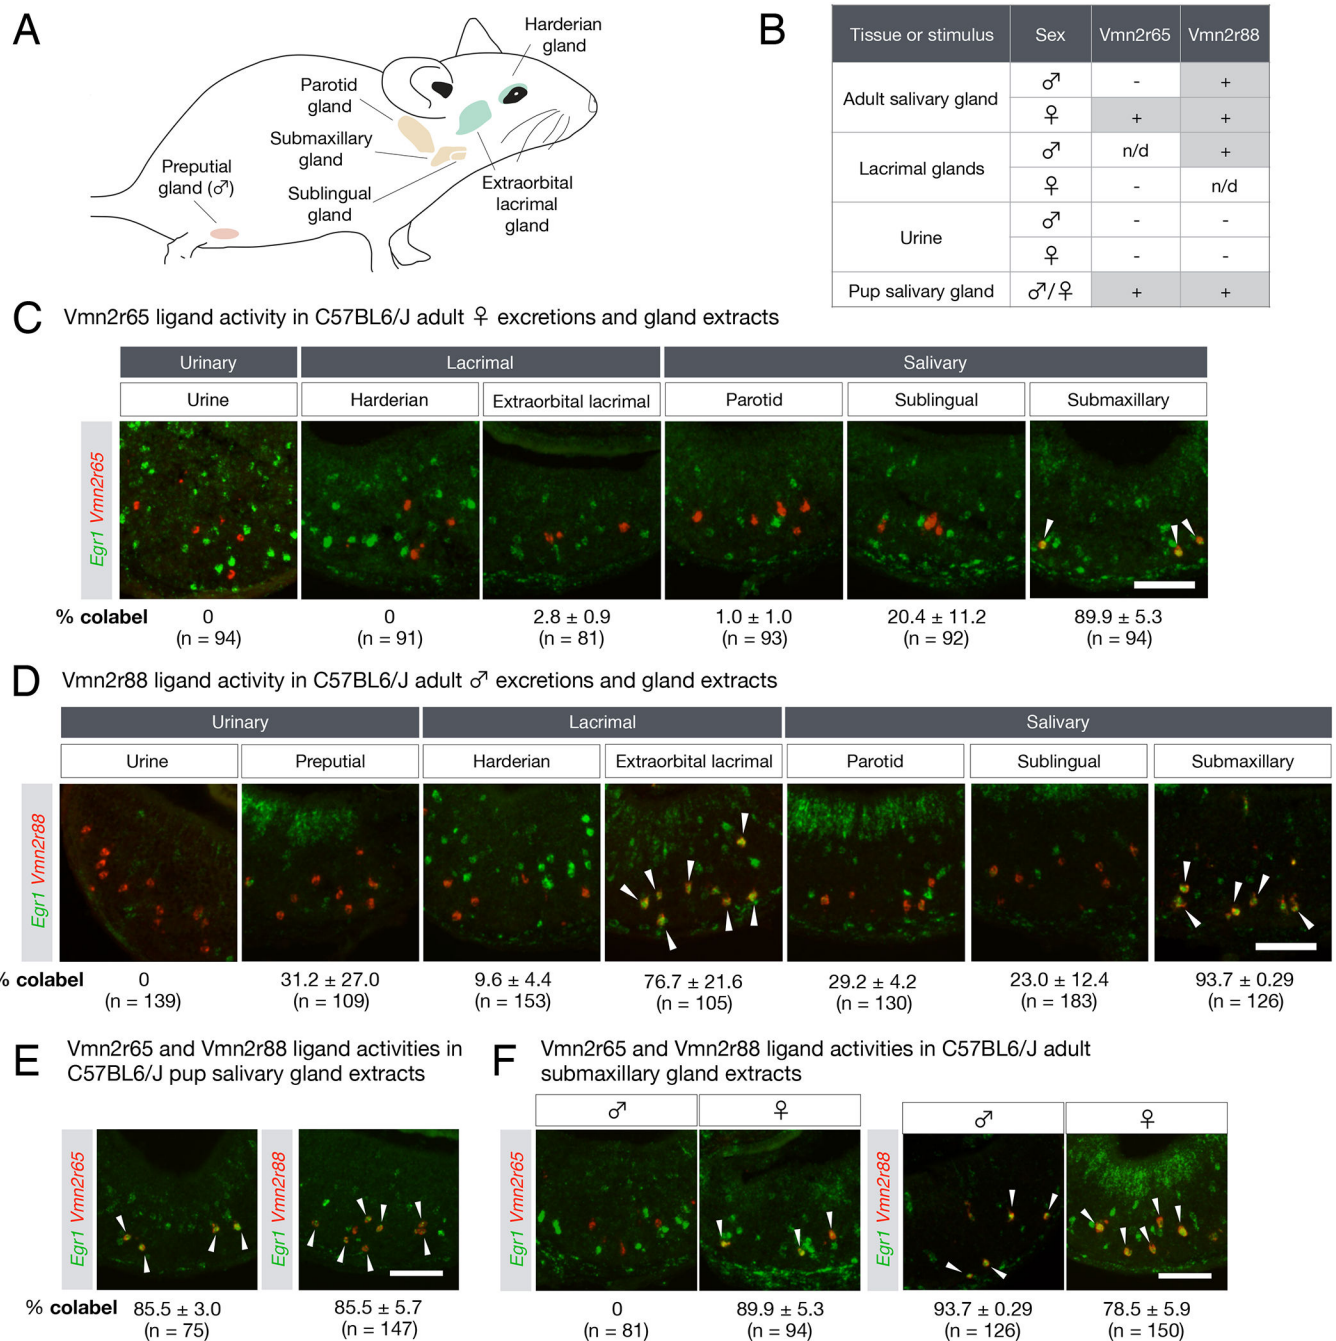 A
Harderian
gland
Parotid
gland
Submaxillary
gland
Preputial
gland (♂)
Sublingual
gland
Extraorbital
lacrimal
gland
B
Tissue or stimulus Sex Vmn2r65 Vmn2r88
Adult salivary gland ♂ - +
♀ + +
Lacrimal glands ♂ n/d +
♀ - n/d
Urine ♂ - -
♀ - -
Pup salivary gland ♂/♀ + +
C Vmn2r65 ligand activity in C57BL6/J adult ♀ excretions and gland extracts
Urinary Lacrimal Salivary
Urine Harderian Extraorbital lacrimal Parotid Sublingual Submaxillary
Egr1 Vmn2r65
% colabel 0 0 2.8 ± 0.9 1.0 ± 1.0 20.4 ± 11.2 89.9 ± 5.3
(n = 94) (n = 91) (n = 81) (n = 93) (n = 92) (n = 94)
D Vmn2r88 ligand activity in C57BL6/J adult ♂ excretions and gland extracts
Urinary Lacrimal Salivary
Urine Preputial Harderian Extraorbital lacrimal Parotid Sublingual Submaxillary
Egr1 Vmn2r88
% colabel 0 31.2 ± 27.0 9.6 ± 4.4 76.7 ± 21.6 29.2 ± 4.2 23.0 ± 12.4 93.7 ± 0.29
(n = 139) (n = 109) (n = 153) (n = 105) (n = 130) (n = 183) (n = 126)
E Vmn2r65 and Vmn2r88 ligand activities in
C57BL6/J pup salivary gland extracts
Egr1 Vmn2r65
Egr1 Vmn2r88
% colabel 85.5 ± 3.0 85.5 ± 5.7
(n = 75) (n = 147)
F Vmn2r65 and Vmn2r88 ligand activities in C57BL6/J adult
submaxillary gland extracts
♂ ♀ ♂ ♀
Egr1 Vmn2r65
Egr1 Vmn2r88
0 89.9 ± 5.3 93.7 ± 0.29 78.5 ± 5.9
(n = 81) (n = 94) (n = 126) (n = 150)